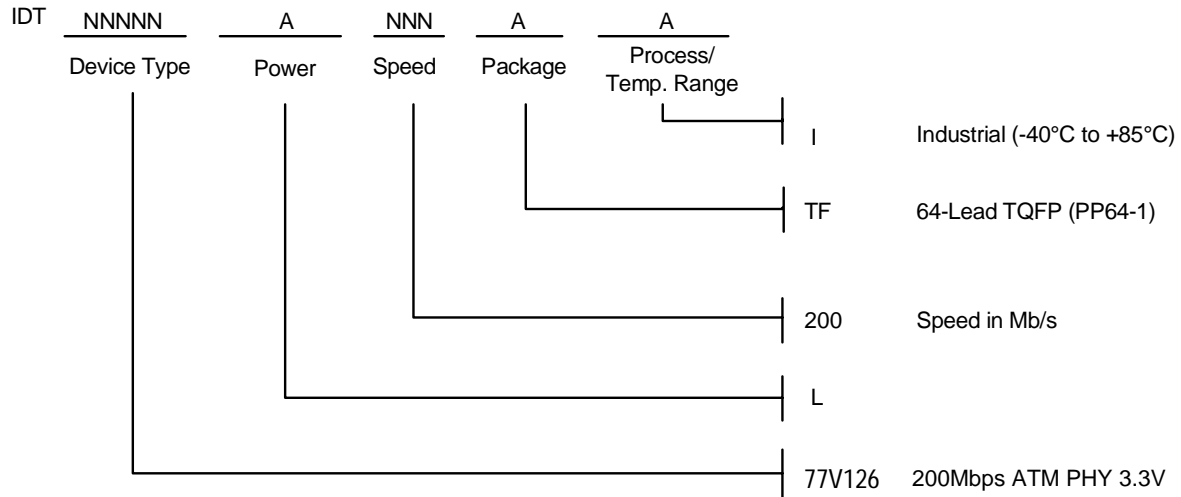 IDT NNNNN A NNN A A
Device Type Power Speed Package Process/
Temp. Range
I Industrial (-40°C to +85°C)
TF 64-Lead TQFP (PP64-1)
200 Speed in Mb/s
L
77V126 200Mbps ATM PHY 3.3V